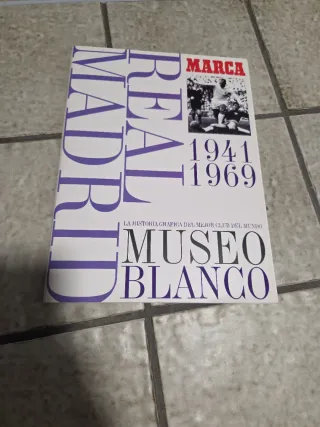 REAL
MADRID
MARCA
1941
1969
LA HISTORIA GRAFICA DEL MEJOR CLUB DEL MUNDO
MUSEO
BLANCO